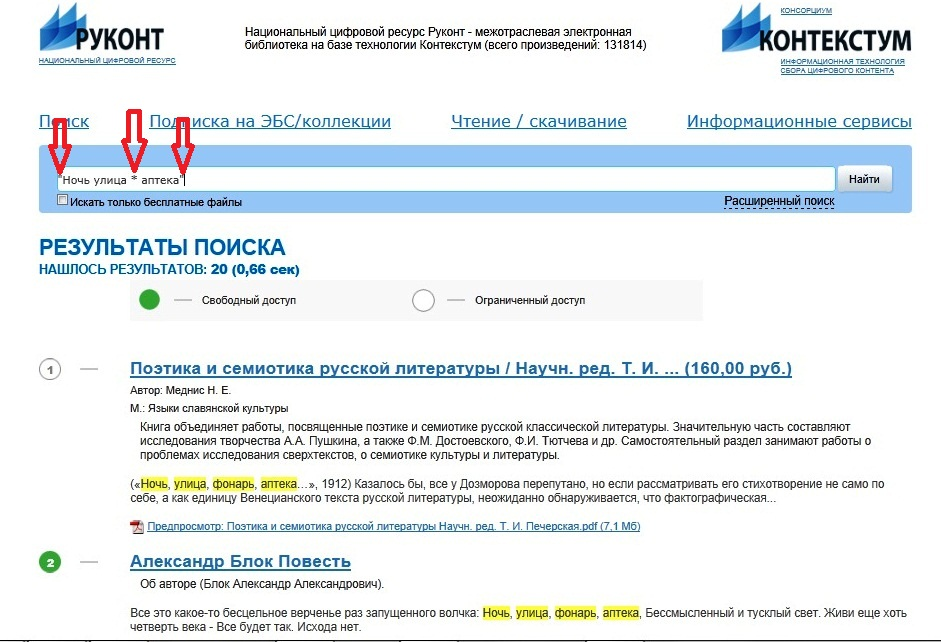 РУКОНТ
НАЦИОНАЛЬНЫЙ ЦИФРОВОЙ РЕСУРС
Национальный цифровой ресурс Руконт - межотраслевая электронная
библиотека на базе технологии Контекстум (всего произведений: 131814)
КОНСОРЦИУМ
КОНТЕКСТУМ
ИНФОРМАЦИОННАЯ ТЕХНОЛОГИЯ
СБОРА ЦИФРОВОГО КОНТЕНТА
Поиск Подписка на ЭБС/коллекции Чтение / скачивание Информационные сервисы
"Ночь улица * аптека" Найти
Искать только бесплатные файлы Расширенный поиск
РЕЗУЛЬТАТЫ ПОИСКА
НАШЛОСЬ РЕЗУЛЬТАТОВ: 20 (0,66 сек)
Свободный доступ Ограниченный доступ
1 Поэтика и семиотика русской литературы / Научн. ред. Т. И. ... (160,00 руб.)
Автор: Меднис Н. Е.
М.: Языки славянской культуры
Книга объединяет работы, посвященные поэтике и семиотике русской классической литературы. Значительную часть составляют
исследования творчества А.А. Пушкина, а также Ф.М. Достоевского, Ф.И. Тютчева и др. Самостоятельный раздел занимают работы о
проблемах исследования сверхтекстов, о семиотике культуры и литературы.
(«Ночь, улица, фонарь, аптека...», 1912) Казалось бы, все у Дозморова перепутано, но если рассматривать его стихотворение не само по
себе, а как единицу Венецианского текста русской литературы, неожиданно обнаруживается, что фактографическая...
Предпросмотр: Поэтика и семиотика русской литературы Научн. ред. Т. И. Печерская.pdf (7,1 Мб)
2 Александр Блок Повесть
Об авторе (Блок Александр Александрович).
Все это какое-то бесцельное верченье раз запущенного волчка: Ночь, улица, фонарь, аптека, Бессмысленный и тусклый свет. Живи еще хоть
четверть века - Все будет так. Исхода нет.